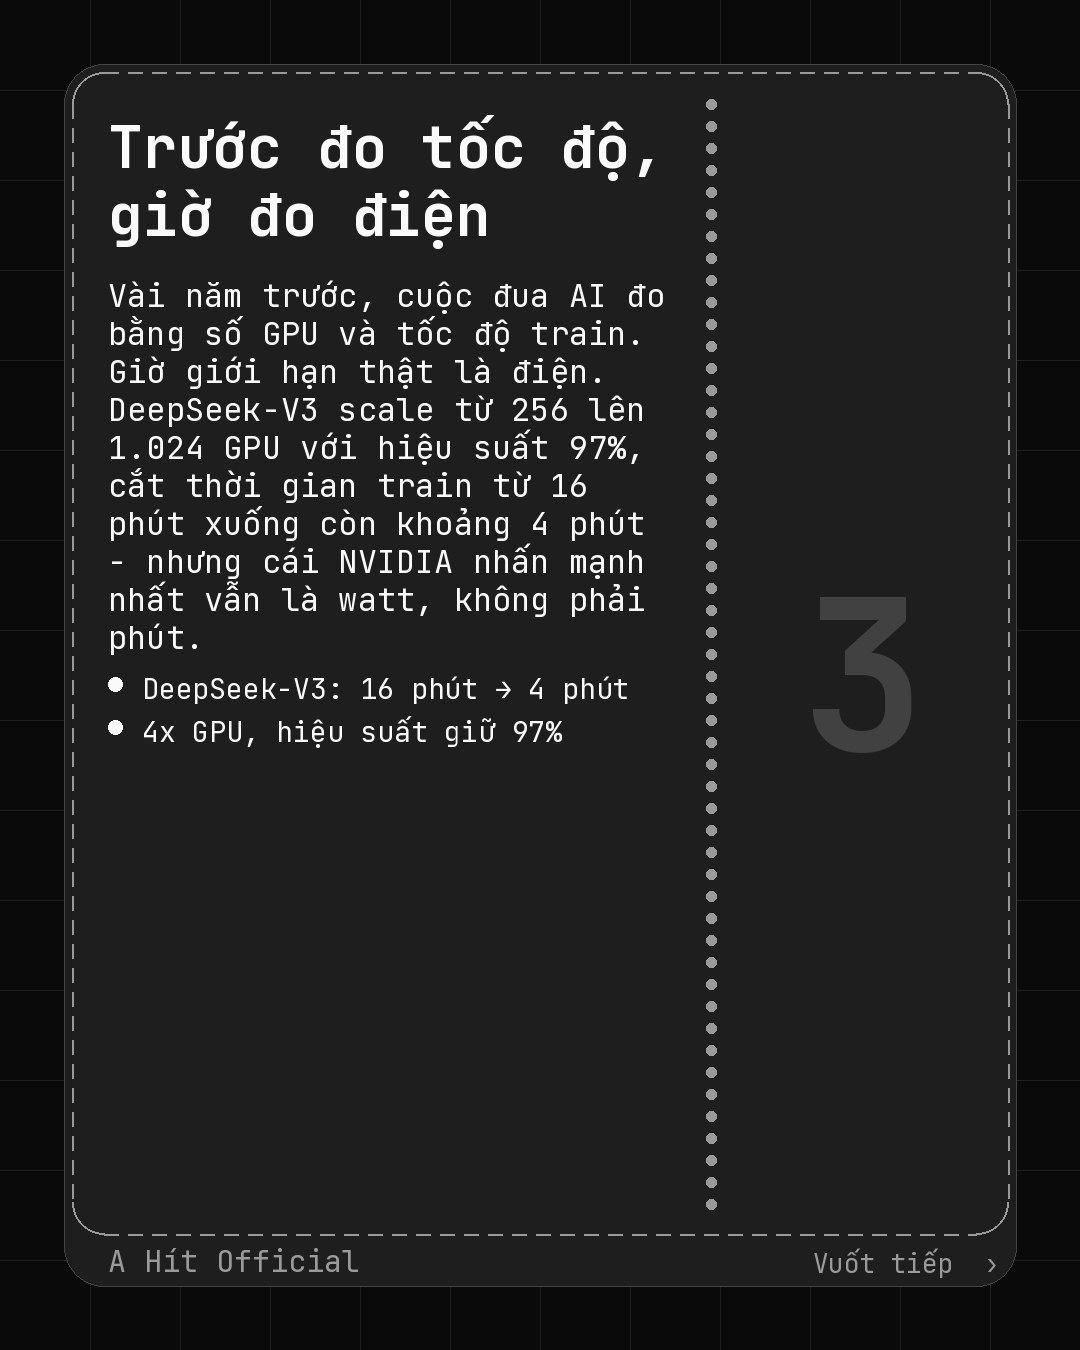 Trước đo tốc độ,
giờ đo điện
Vài năm trước, cuộc đua AI đo
bằng số GPU và tốc độ train.
Giờ giới hạn thật là điện.
DeepSeek-V3 scale từ 256 lên
1.024 GPU với hiệu suất 97%,
cắt thời gian train từ 16
phút xuống còn khoảng 4 phút
- nhưng cái NVIDIA nhấn mạnh
nhất vẫn là watt, không phải
phút.
● DeepSeek-V3: 16 phút → 4 phút
● 4x GPU, hiệu suất giữ 97%
3
A Hít Official
Vuốt tiếp ›